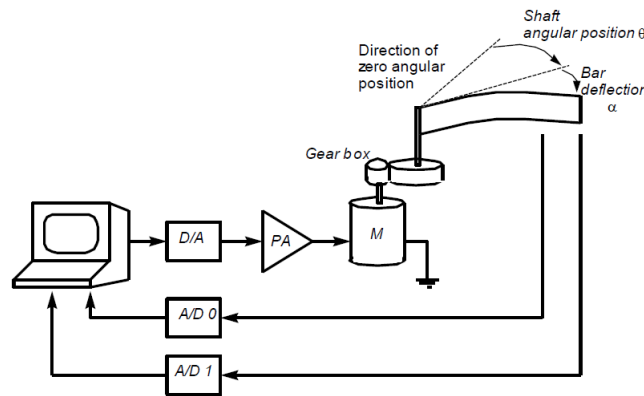 Shaft
angular position θ
Direction of
zero angular
position
Bar
deflection
α
Gear box
D/A
PA
M
A/D 0
A/D 1